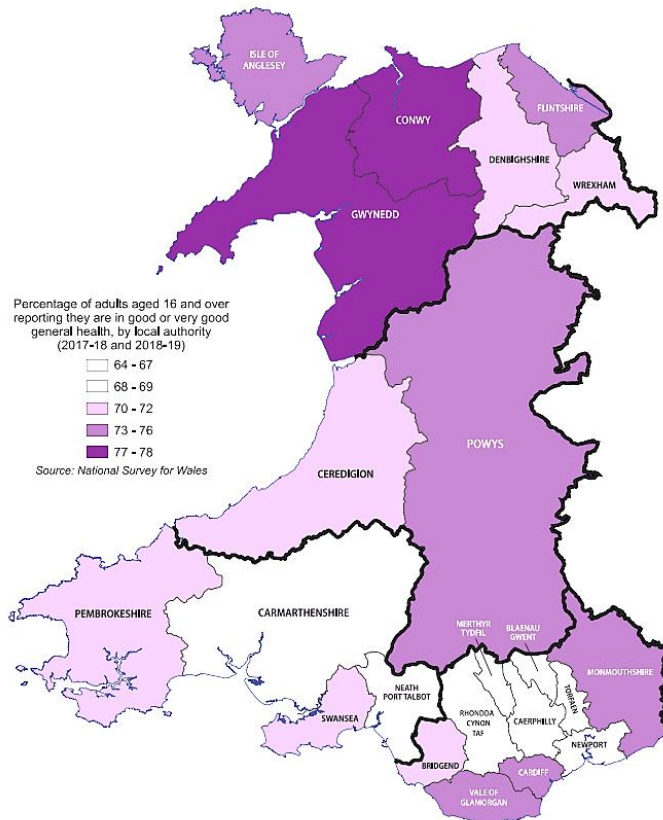 ISLE OF
ANGLESEY
CONWY
FLINTSHIRE
DENBIGHSHIRE
WREXHAM
GWYNEDD
Percentage of adults aged 16 and over
reporting they are in good or very good
general health, by local authority
(2017-18 and 2018-19)
64 - 67
68 - 69
70 - 72
73 - 76
77 - 78
Source: National Survey for Wales
POWYS
CEREDIGION
PEMBROKESHIRE
CARMARTHENSHIRE
MERTHYR
TYDFIL
BLAENAU
GWENT
MONMOUTHSHIRE
NEATH
PORT TALBOT
SWANSEA
RHONDDA
CYNON
TAF
CAERPHILLY
TORFAEN
NEWPORT
BRIDGEND
CARDIFF
VALE OF
GLAMORGAN